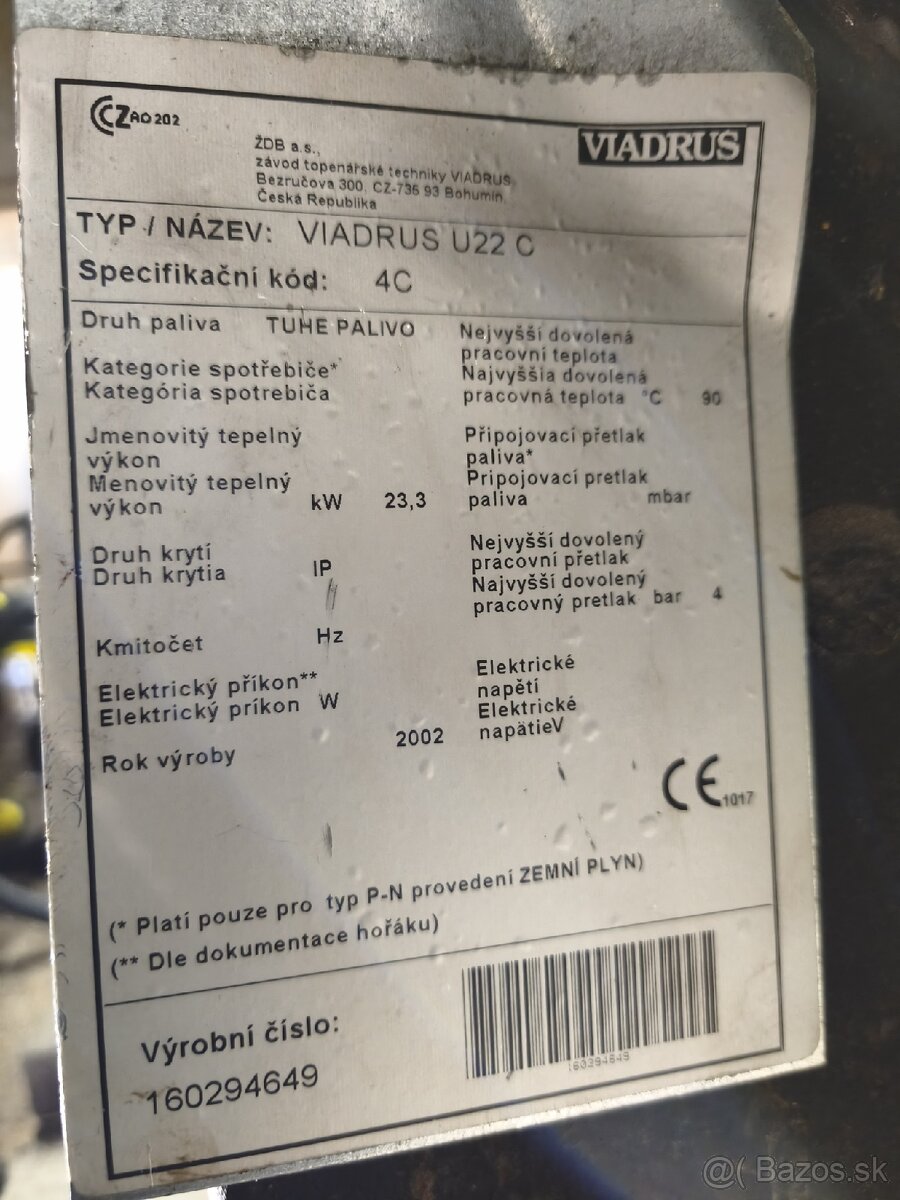 CZ AO 202
VIADRUS
ŽDB a.s.,
závod topenářské techniky VIADRUS
Bezručova 300, CZ-736 93 Bohumín
Česká Republika
TYP / NÁZEV: VIADRUS U22 C
Specifikační kód: 4C
Druh paliva TUHE PALIVO
Kategorie spotřebiče*
Kategória spotrebiča
Jmenovitý tepelný
výkon
Menovitý tepelný
výkon kW 23,3
Druh krytí
Druh krytia IP
Kmitočet Hz
Elektrický příkon**
Elektrický príkon W
Rok výroby 2002
Nejvyšší dovolená
pracovní teplota
Najvyššia dovolená
pracovná teplota °C 90
Připojovací přetlak
paliva*
Pripojovací pretlak
paliva mbar
Nejvyšší dovolený
pracovní přetlak
Najvyšší dovolený
pracovný pretlak bar 4
Elektrické
napětí
Elektrické
napätieV
CE 1017
(* Platí pouze pro typ P-N provedení ZEMNÍ PLYN)
(** Dle dokumentace hořáku)
Výrobní číslo:
160294649
160294649
@( Bazos.sk